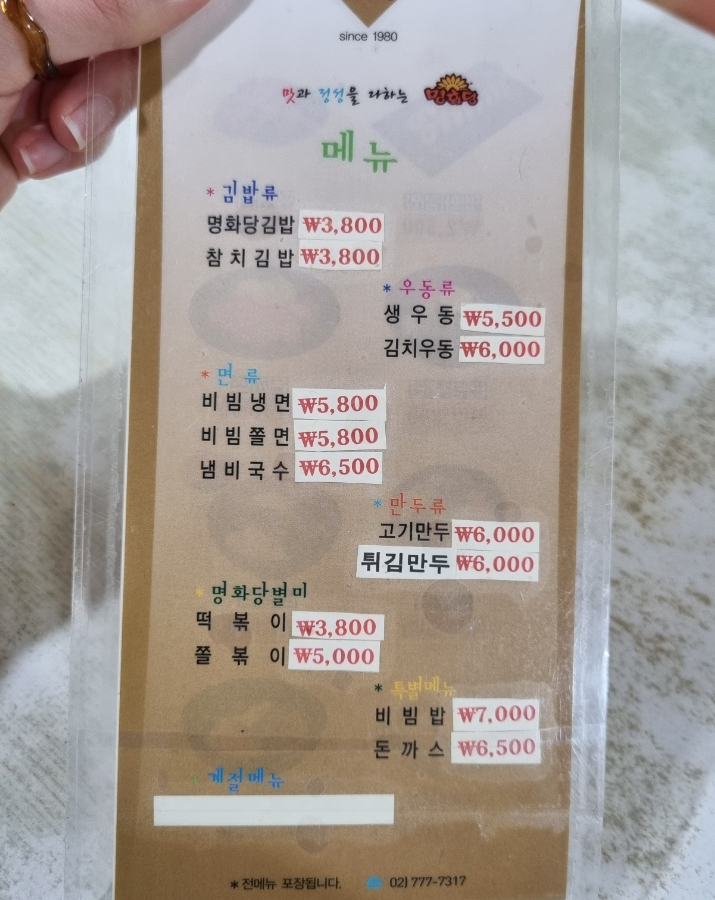 since 1980
맛과 정성을 다하는 명화당
메뉴
* 김밥류
명화당김밥 ₩3,800
참치김밥 ₩3,800
* 우동류
생우동 ₩5,500
김치우동 ₩6,000
* 면류
비빔냉면 ₩5,800
비빔쫄면 ₩5,800
냄비국수 ₩6,500
* 만두류
고기만두 ₩6,000
튀김만두 ₩6,000
* 명화당별미
떡볶이 ₩3,800
쫄볶이 ₩5,000
* 특별메뉴
비빔밥 ₩7,000
돈까스 ₩6,500
* 계절메뉴
* 전메뉴 포장됩니다. ☎ 02) 777-7317